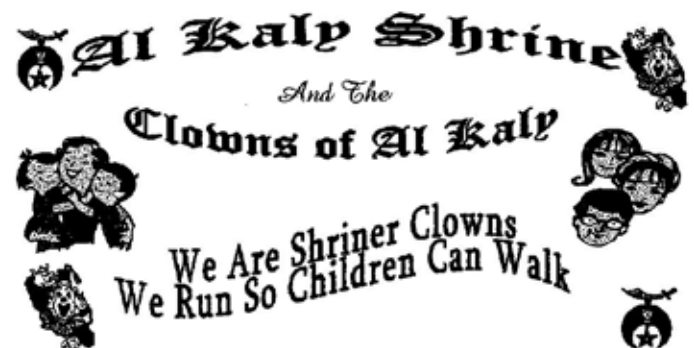 Al Kaly Shrine
And The
Clowns of Al Kaly
We Are Shriner Clowns
We Run So Children Can Walk